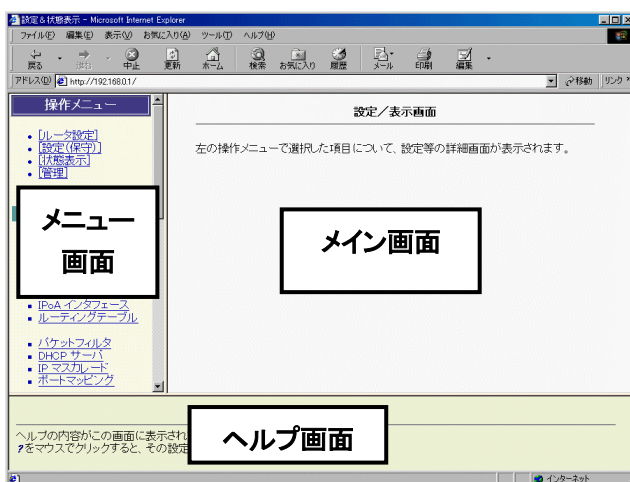 設定&状態表示 - Microsoft Internet Explorer
ファイル(F) 編集(E) 表示(V) お気に入り(A) ツール(T) ヘルプ(H)
戻る 進む 中止 更新 ホーム 検索 お気に入り 履歴 メール 印刷 編集
アドレス(D) http://192.168.0.1/ 移動 リンク
操作メニュー
[ルータ設定]
[設定(保守)]
[状態表示]
[管理]
メニュー
画面
IPoA インタフェース
ルーティングテーブル
パケットフィルタ
DHCP サーバ
IP マスカレード
ポートマッピング
設定/表示画面
左の操作メニューで選択した項目について、設定等の詳細画面が表示されます。
メイン画面
ヘルプの内容がこの画面に表示され
?をマウスでクリックすると、その設定
ヘルプ画面
インターネット